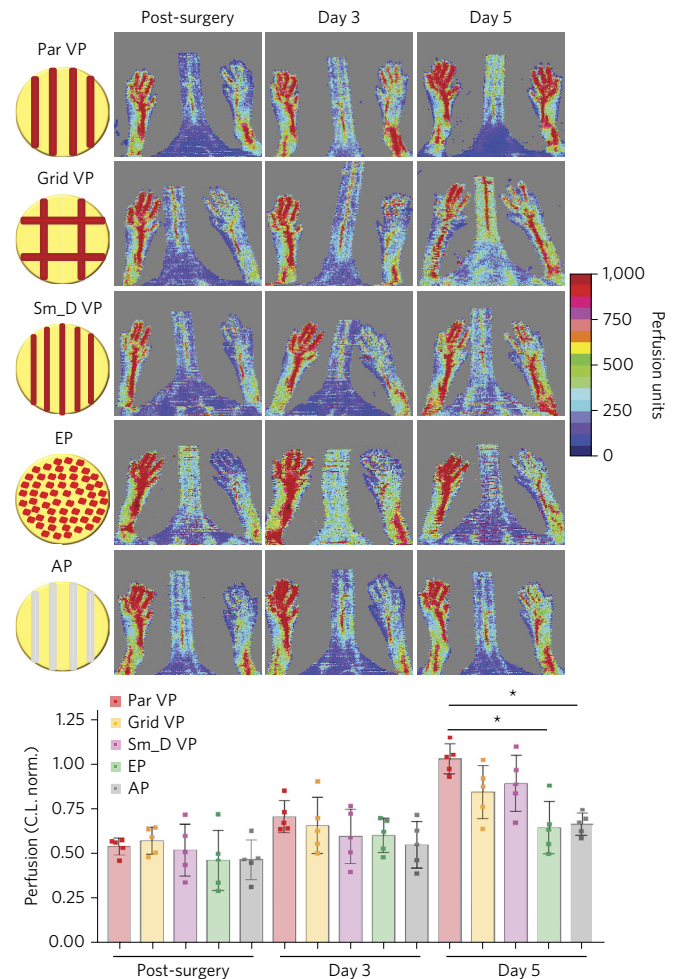 Post-surgery Day 3 Day 5
Par VP
Grid VP
Sm_D VP
EP
AP
1,000
750
500
250
0
Perfusion units
Par VP
Grid VP
Sm_D VP
EP
AP
* 
*
1.25
1.00
0.75
0.50
0.25
0.00
Perfusion (C.L. norm.)
Post-surgery Day 3 Day 5